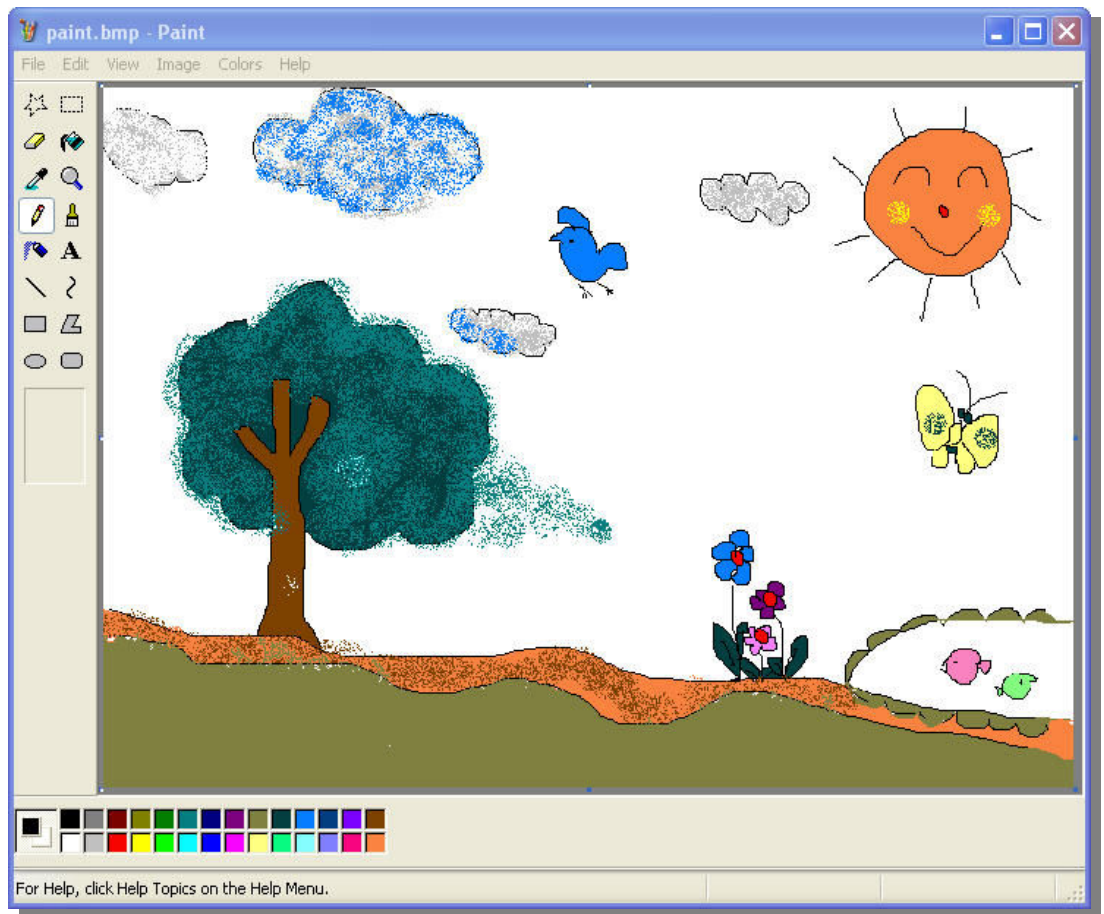 paint.bmp - Paint
File Edit View Image Colors Help
A
For Help, click Help Topics on the Help Menu.